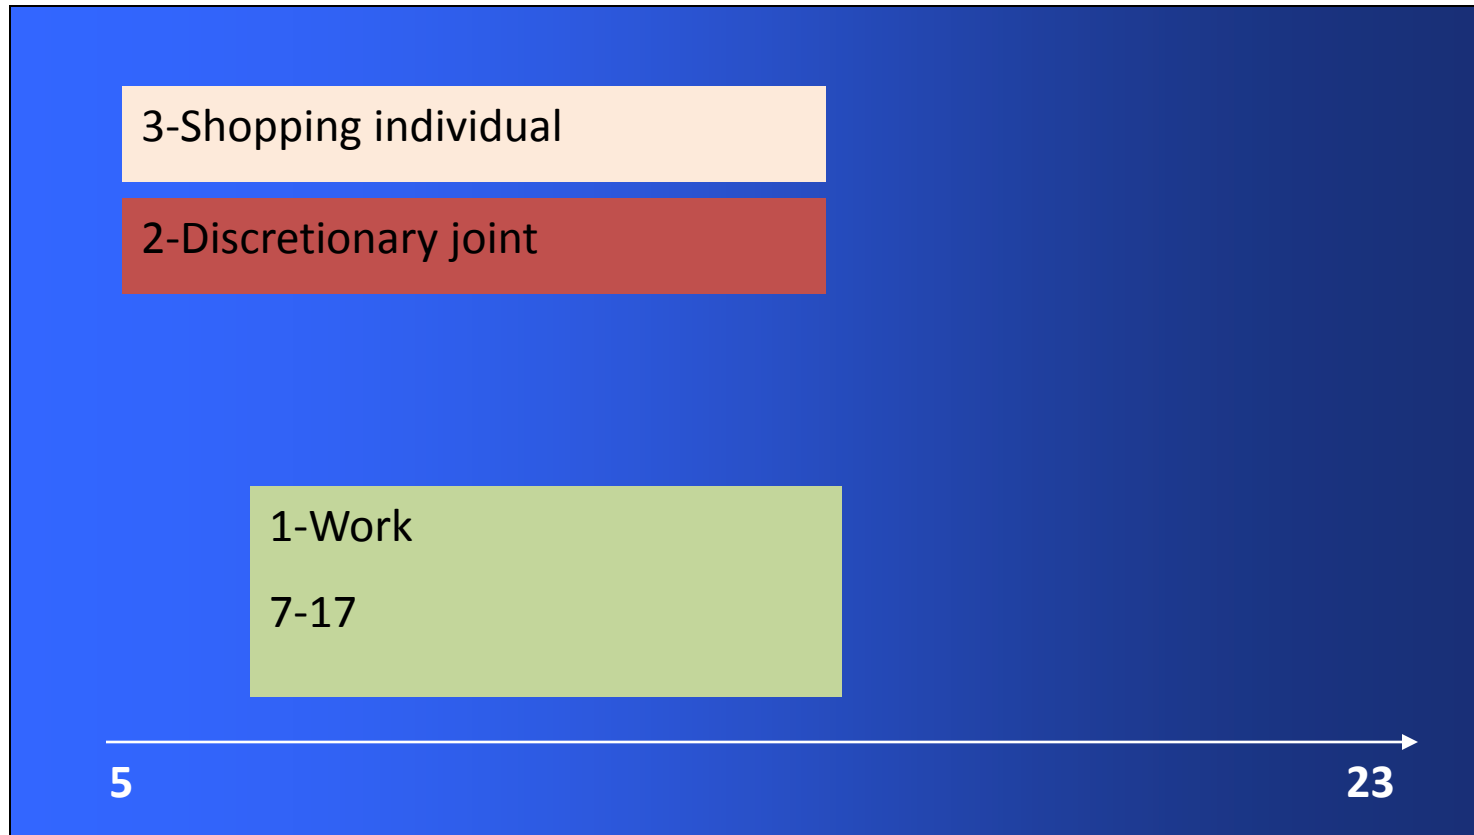 3-Shopping individual
2-Discretionary joint
1-Work
7-17
5
23